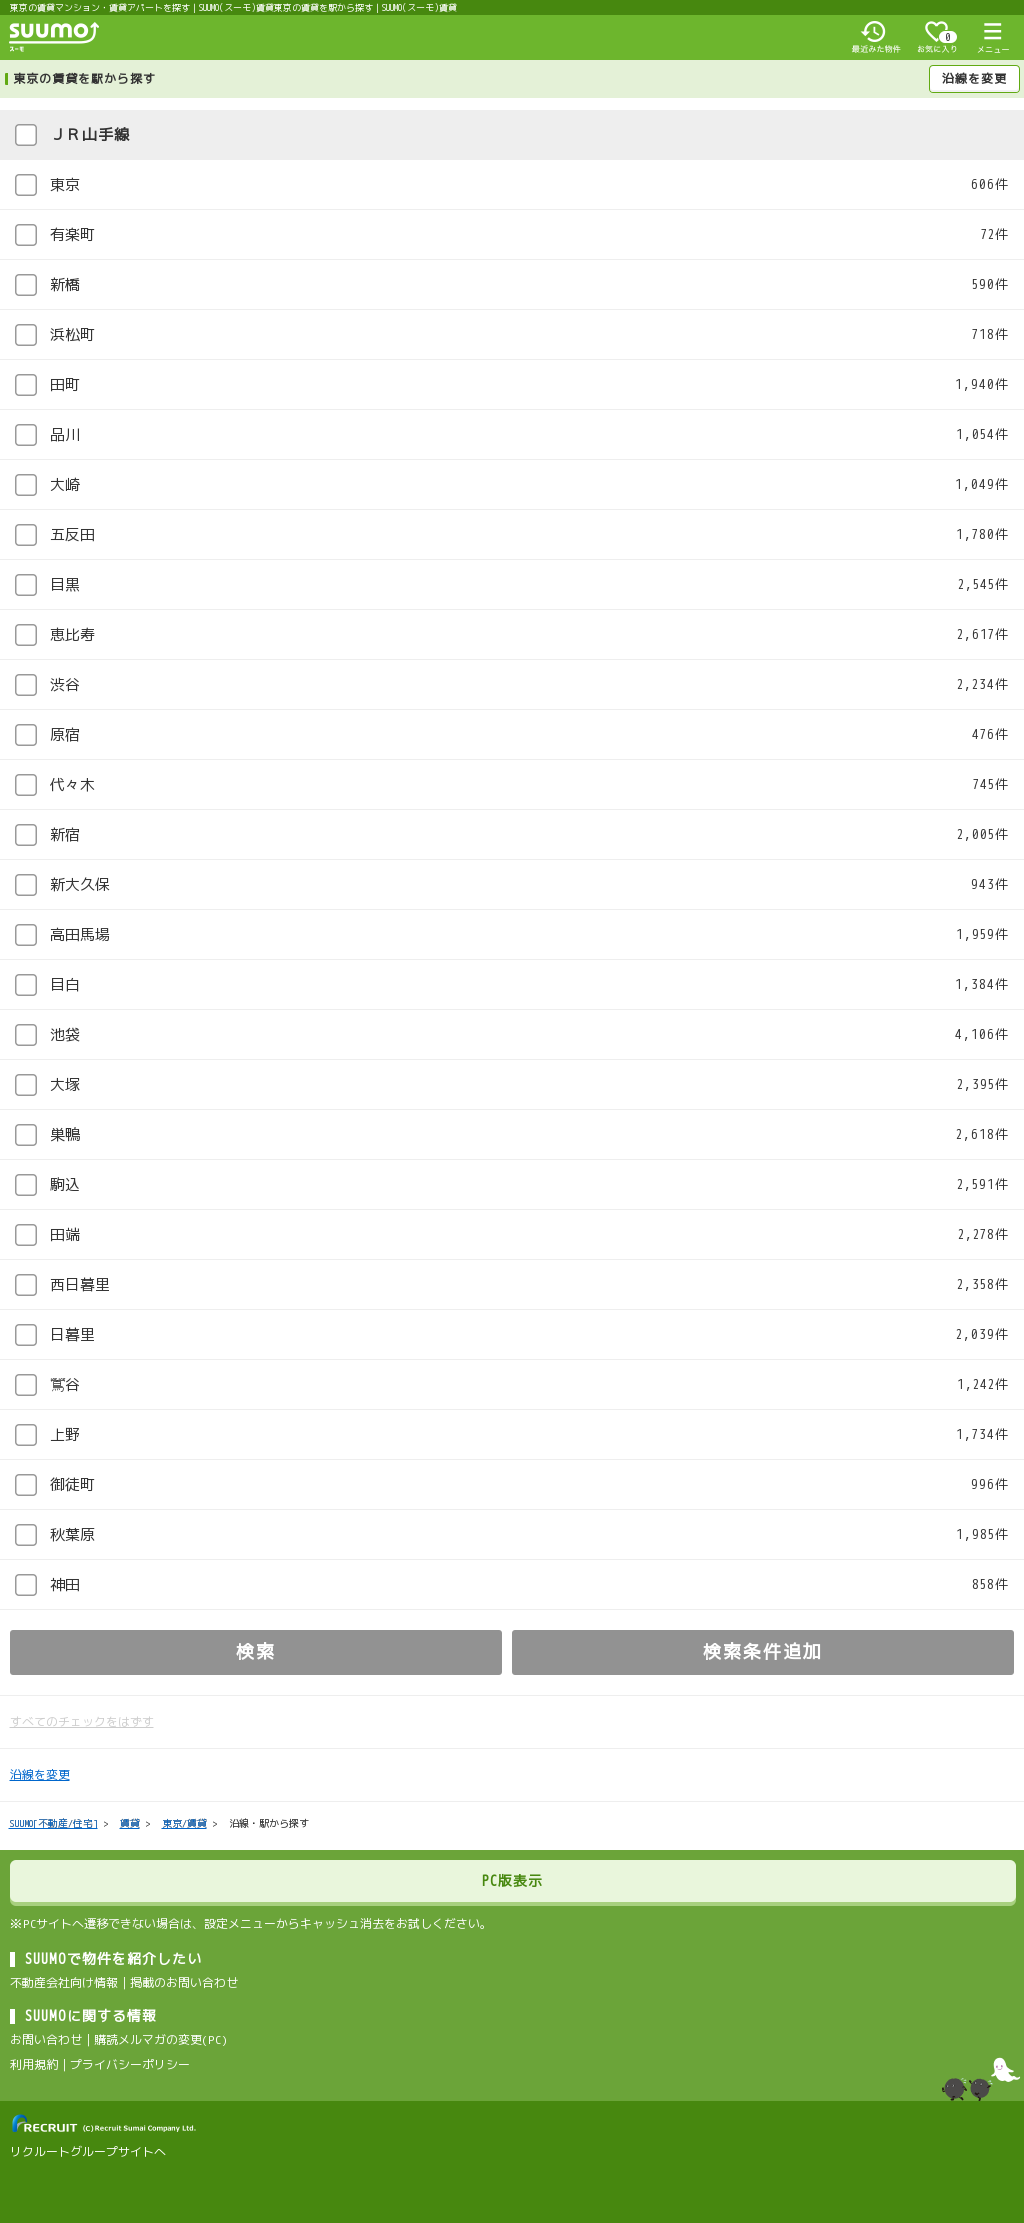 東京の賃貸マンション・賃貸アパートを探す｜SUUMO(スーモ)賃貸東京の賃貸を駅から探す｜SUUMO(スーモ)賃貸
suumo
スーモ
最近みた物件
0
お気に入り
メニュー
東京の賃貸を駅から探す
沿線を変更
ＪＲ山手線
東京 606件
有楽町 72件
新橋 590件
浜松町 718件
田町 1,940件
品川 1,054件
大崎 1,049件
五反田 1,780件
目黒 2,545件
恵比寿 2,617件
渋谷 2,234件
原宿 476件
代々木 745件
新宿 2,005件
新大久保 943件
高田馬場 1,959件
目白 1,384件
池袋 4,106件
大塚 2,395件
巣鴨 2,618件
駒込 2,591件
田端 2,278件
西日暮里 2,358件
日暮里 2,039件
鴬谷 1,242件
上野 1,734件
御徒町 996件
秋葉原 1,985件
神田 858件
検索
検索条件追加
すべてのチェックをはずす
沿線を変更
SUUMO[不動産/住宅] > 賃貸 > 東京/賃貸 > 沿線・駅から探す
PC版表示
※PCサイトへ遷移できない場合は、設定メニューからキャッシュ消去をお試しください。
SUUMOで物件を紹介したい
不動産会社向け情報｜掲載のお問い合わせ
SUUMOに関する情報
お問い合わせ｜購読メルマガの変更(PC)
利用規約｜プライバシーポリシー
RECRUIT (C)Recruit Sumai Company Ltd.
リクルートグループサイトへ